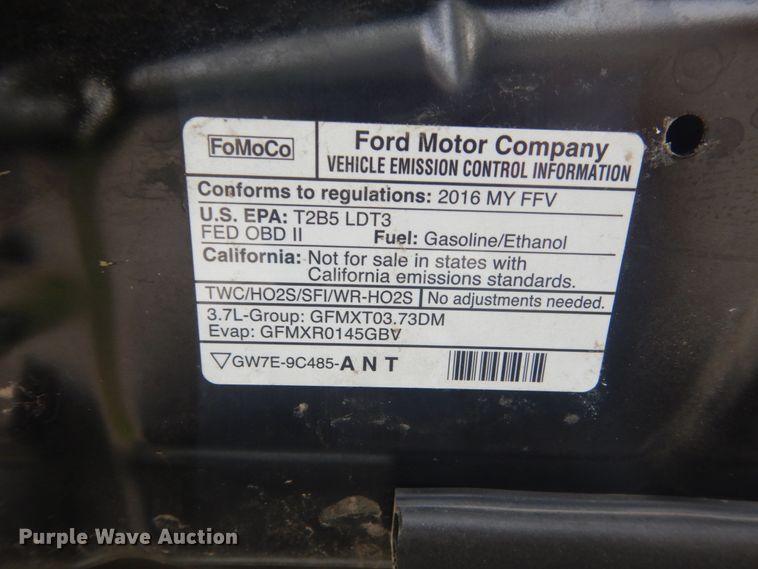 FoMoCo
Ford Motor Company
VEHICLE EMISSION CONTROL INFORMATION
Conforms to regulations: 2016 MY FFV
U.S. EPA: T2B5 LDT3
FED OBD II Fuel: Gasoline/Ethanol
California: Not for sale in states with
California emissions standards.
TWC/HO2S/SFI/WR-HO2S No adjustments needed.
3.7L-Group: GFMXT03.73DM
Evap: GFMXR0145GBV
GW7E-9C485-ANT
Purple Wave Auction